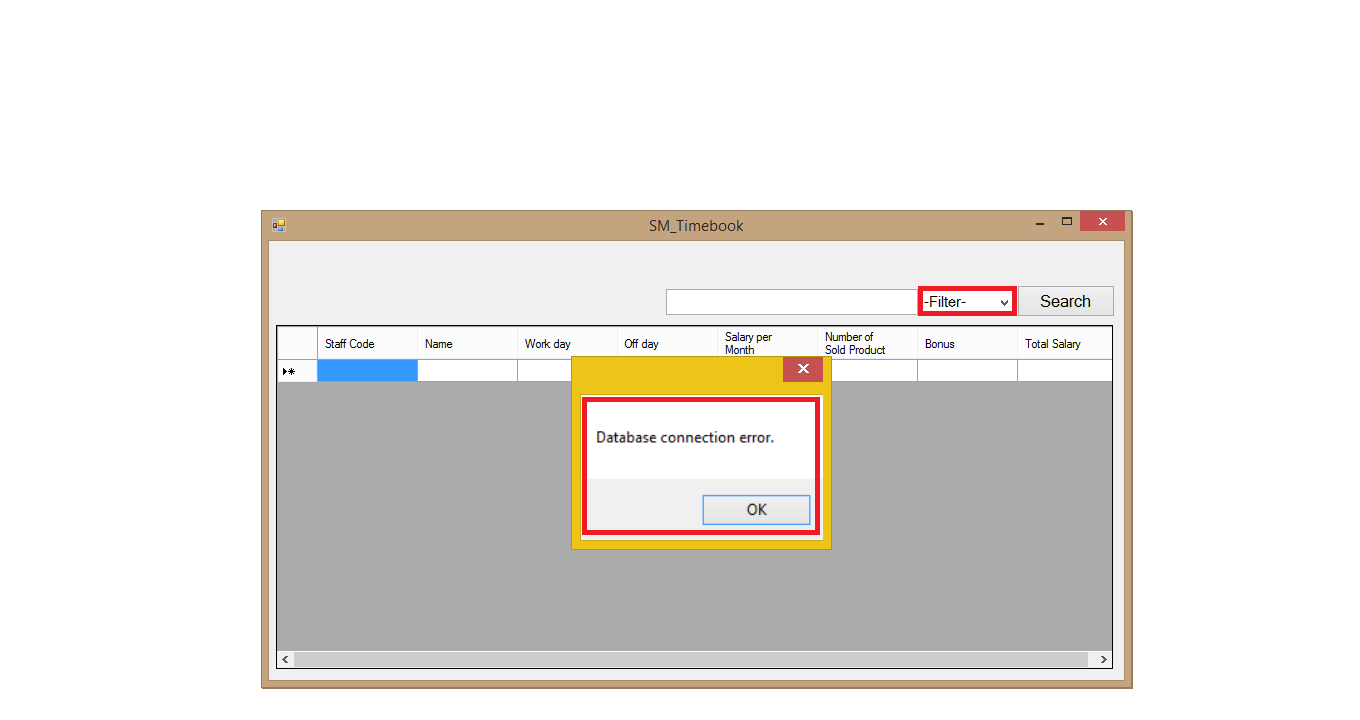 SM_Timebook
-Filter-
Search
Staff Code
Name
Work day
Off day
Salary per
Month
Number of
Sold Product
Bonus
Total Salary
Database connection error.
OK